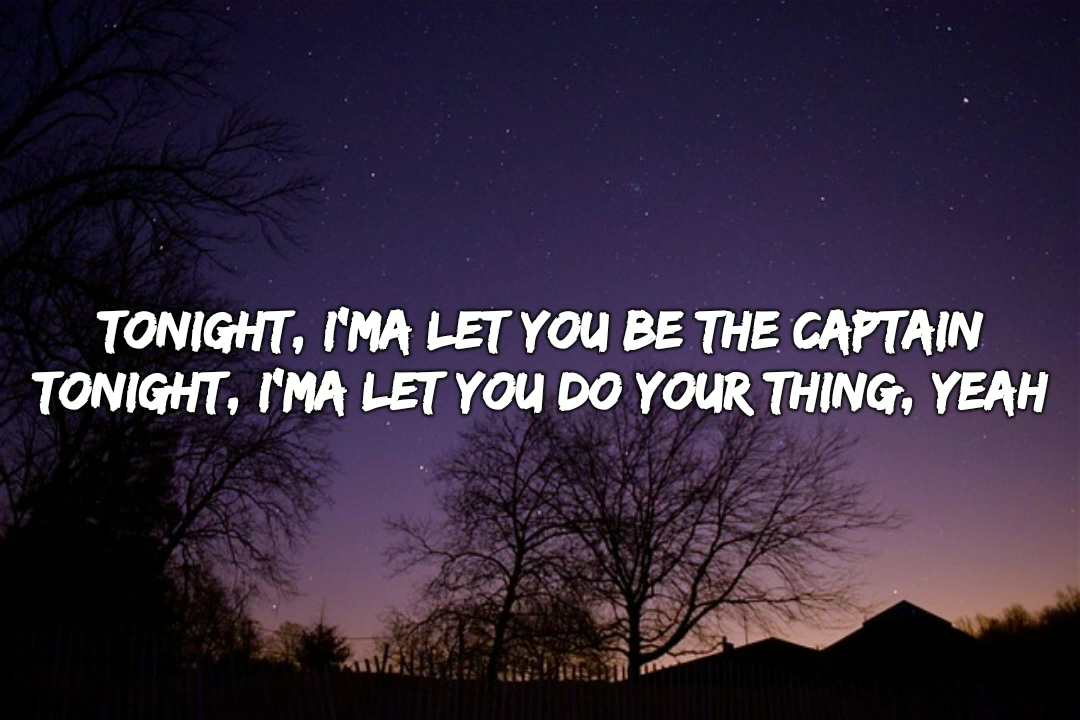 TONIGHT, I'MA LET YOU BE THE CAPTAIN
TONIGHT, I'MA LET YOU DO YOUR THING, YEAH